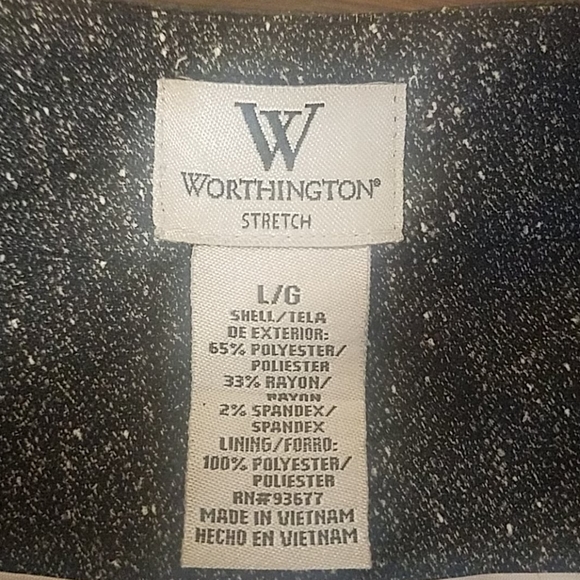 W
WORTHINGTON®
STRETCH
L/G
SHELL/TELA
DE EXTERIOR:
65% POLYESTER/
POLIESTER
33% RAYON/
RAYON
2% SPANDEX/
SPANDEX
LINING/FORRO:
100% POLYESTER/
POLIESTER
RN#93677
MADE IN VIETNAM
HECHO EN VIETNAM